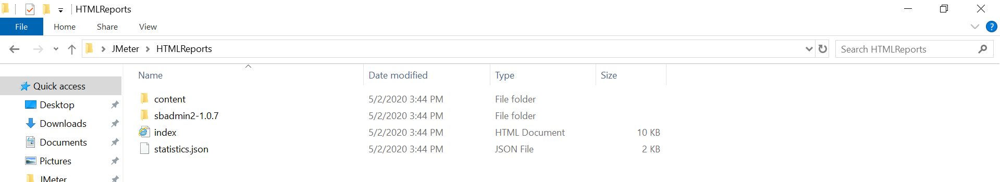 HTMLReports
File Home Share View
JMeter HTMLReports Search HTMLReports
Name Date modified Type Size
Quick access
content 5/2/2020 3:44 PM File folder
Desktop
sbadmin2-1.0.7 5/2/2020 3:44 PM File folder
Downloads
index 5/2/2020 3:44 PM HTML Document 10 KB
Documents
statistics.json 5/2/2020 3:44 PM JSON File 2 KB
Pictures
JMeter